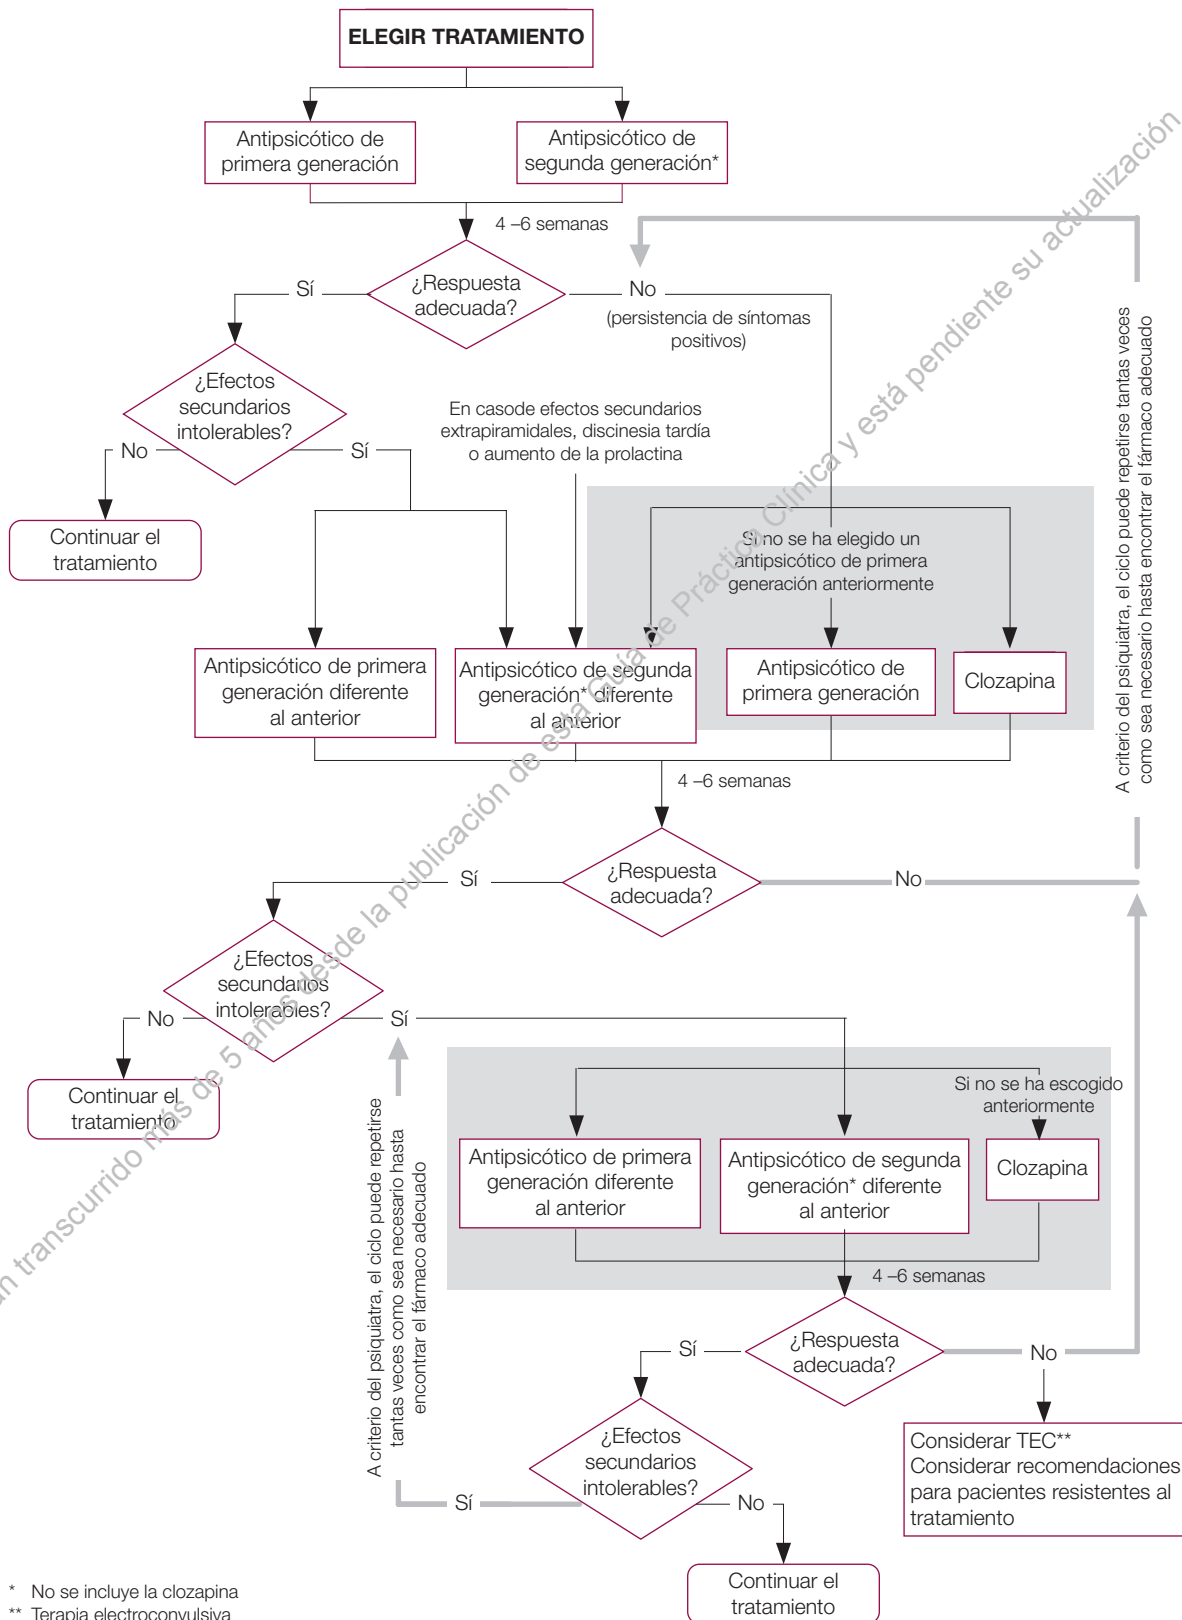 ELEGIR TRATAMIENTO
Antipsicótico de
primera generación
Antipsicótico de
segunda generación*
4 –6 semanas
¿Respuesta
adecuada?
Sí
No
(persistencia de síntomas
positivos)
¿Efectos
secundarios
intolerables?
No
Sí
Continuar el
tratamiento
En casode efectos secundarios
extrapiramidales, discinesia tardía
o aumento de la prolactina
Si no se ha elegido un
antipsicótico de primera
generación anteriormente
Antipsicótico de primera
generación diferente
al anterior
Antipsicótico de segunda
generación* diferente
al anterior
Antipsicótico de
primera generación
Clozapina
A criterio del psiquiatra, el ciclo puede repetirse tantas veces
como sea necesario hasta encontrar el fármaco adecuado
4 –6 semanas
¿Respuesta
adecuada?
Sí
No
¿Efectos
secundarios
intolerables?
No
Sí
Continuar el
tratamiento
Si no se ha escogido
anteriormente
Antipsicótico de primera
generación diferente
al anterior
Antipsicótico de segunda
generación* diferente
al anterior
Clozapina
A criterio del psiquiatra, el ciclo puede repetirse
tantas veces como sea necesario hasta
encontrar el fármaco adecuado
4 –6 semanas
¿Respuesta
adecuada?
Sí
No
¿Efectos
secundarios
intolerables?
Sí
No
Considerar TEC**
Considerar recomendaciones
para pacientes resistentes al
tratamiento
Continuar el
tratamiento
* No se incluye la clozapina
** Terapia electroconvulsiva
transcurrido más de 5 años desde la publicación de esta Guía de Práctica Clínica y está pendiente su actualización